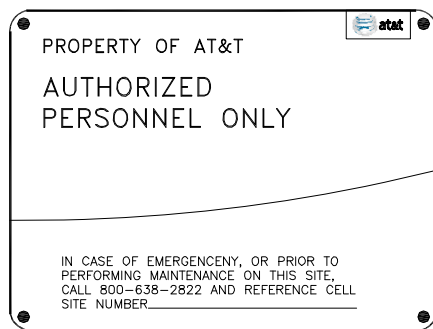 at&t
PROPERTY OF AT&T
AUTHORIZED
PERSONNEL ONLY
IN CASE OF EMERGENCENY, OR PRIOR TO
PERFORMING MAINTENANCE ON THIS SITE,
CALL 800-638-2822 AND REFERENCE CELL
SITE NUMBER